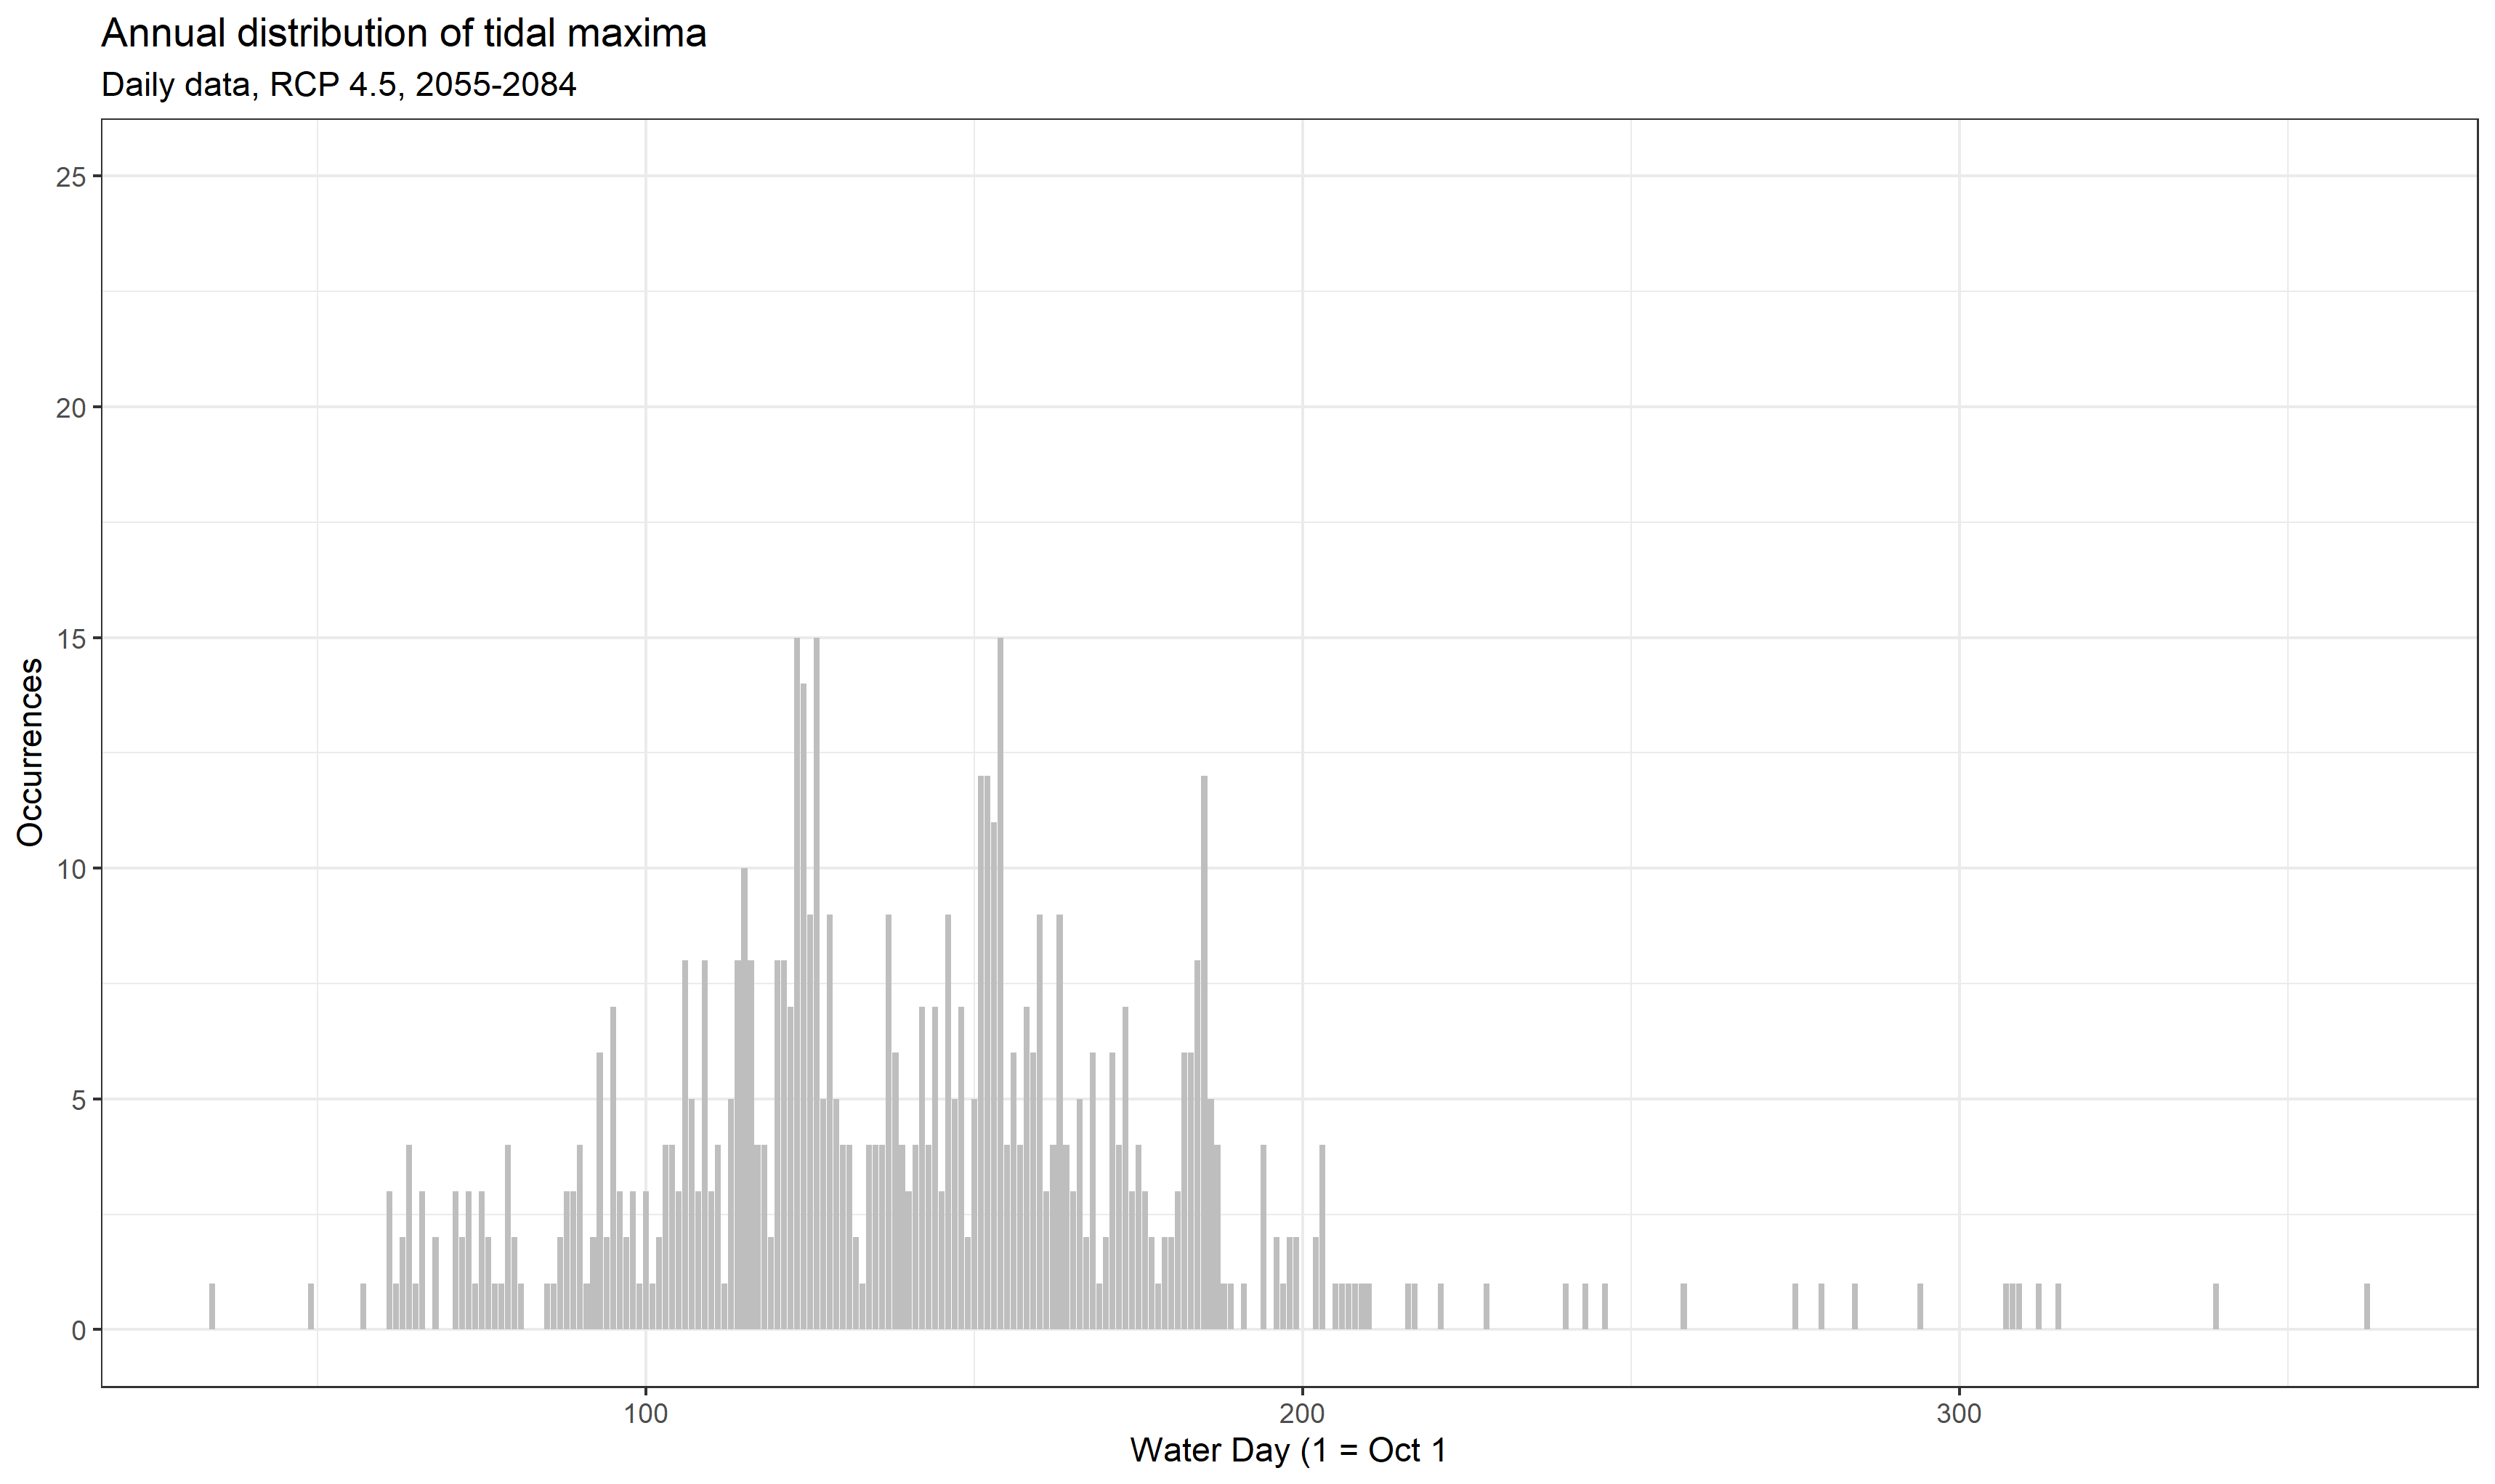 Annual distribution of tidal maxima
Daily data, RCP 4.5, 2055-2084
25
20
15
10
5
0
Occurrences
100
200
300
Water Day (1 = Oct 1